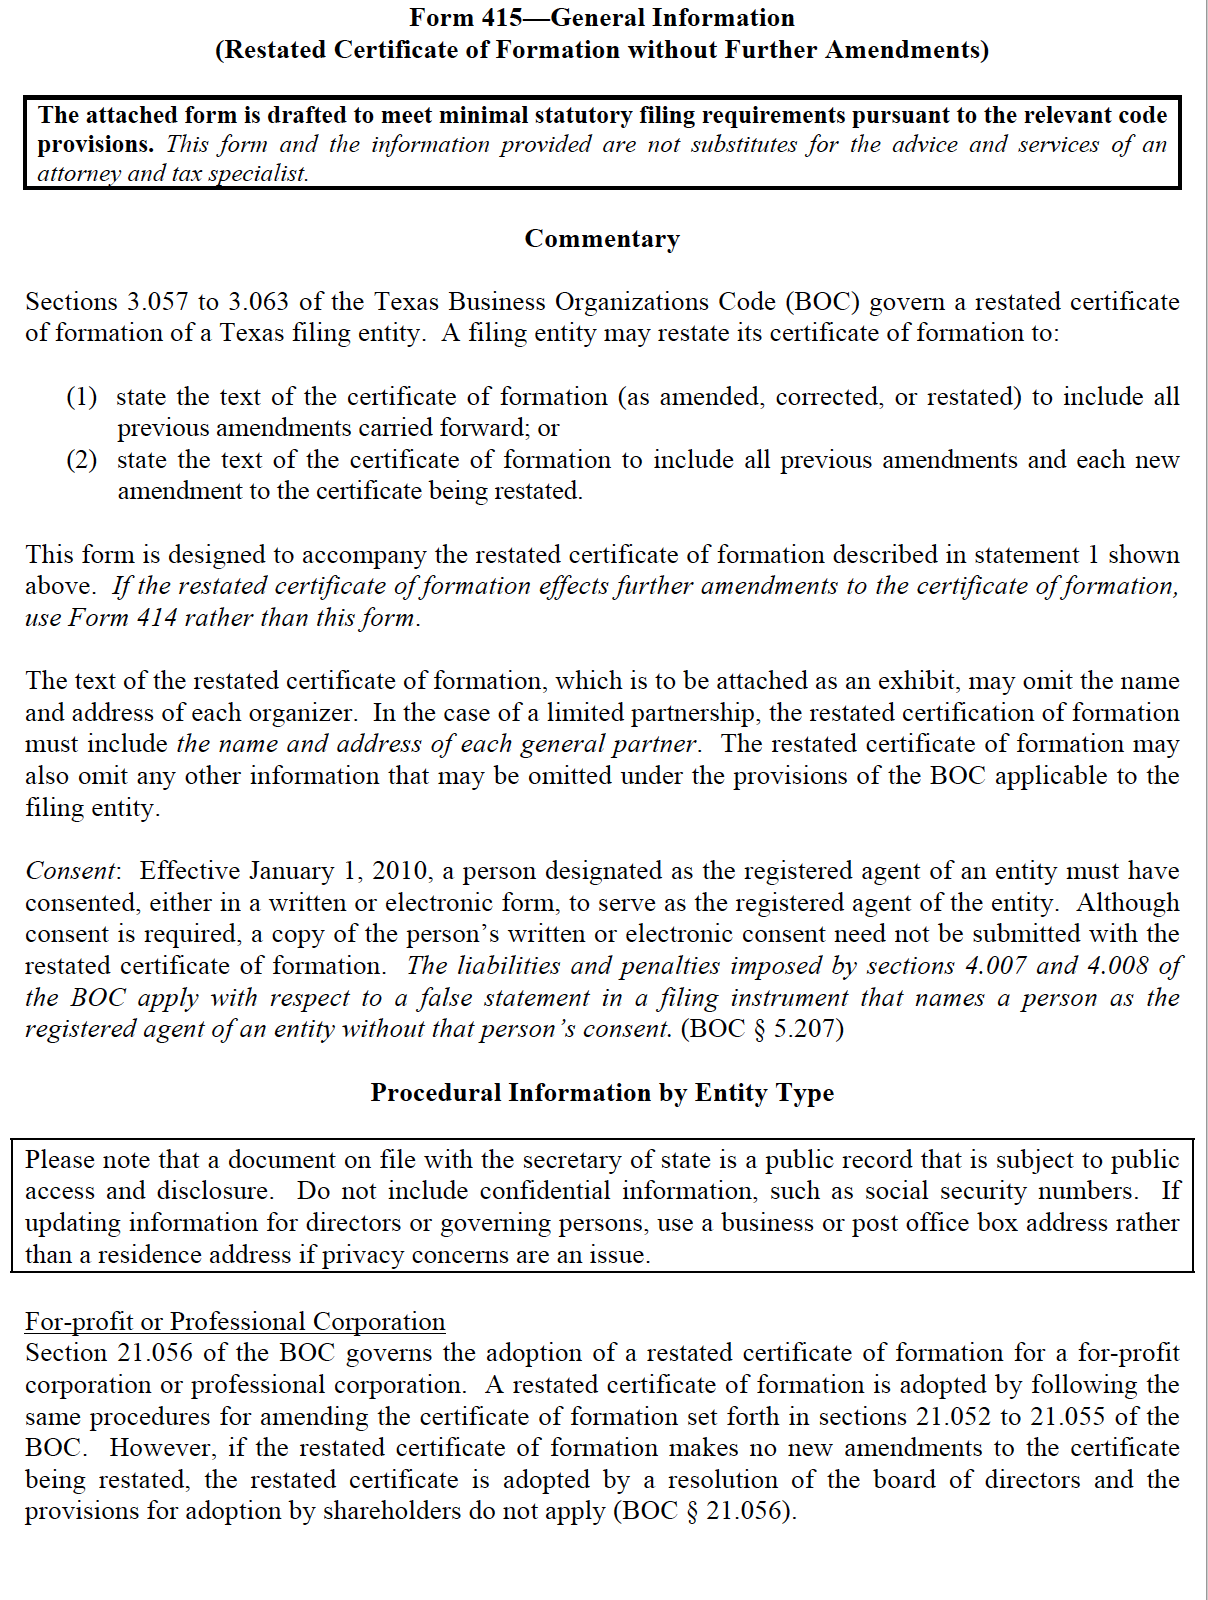 Form 415—General Information
(Restated Certificate of Formation without Further Amendments)
The attached form is drafted to meet minimal statutory filing requirements pursuant to the relevant code
provisions. This form and the information provided are not substitutes for the advice and services of an
attorney and tax specialist.
Commentary
Sections 3.057 to 3.063 of the Texas Business Organizations Code (BOC) govern a restated certificate
of formation of a Texas filing entity. A filing entity may restate its certificate of formation to:
(1) state the text of the certificate of formation (as amended, corrected, or restated) to include all
previous amendments carried forward; or
(2) state the text of the certificate of formation to include all previous amendments and each new
amendment to the certificate being restated.
This form is designed to accompany the restated certificate of formation described in statement 1 shown
above. If the restated certificate of formation effects further amendments to the certificate of formation,
use Form 414 rather than this form.
The text of the restated certificate of formation, which is to be attached as an exhibit, may omit the name
and address of each organizer. In the case of a limited partnership, the restated certification of formation
must include the name and address of each general partner. The restated certificate of formation may
also omit any other information that may be omitted under the provisions of the BOC applicable to the
filing entity.
Consent: Effective January 1, 2010, a person designated as the registered agent of an entity must have
consented, either in a written or electronic form, to serve as the registered agent of the entity. Although
consent is required, a copy of the person's written or electronic consent need not be submitted with the
restated certificate of formation. The liabilities and penalties imposed by sections 4.007 and 4.008 of
the BOC apply with respect to a false statement in a filing instrument that names a person as the
registered agent of an entity without that person's consent. (BOC § 5.207)
Procedural Information by Entity Type
Please note that a document on file with the secretary of state is a public record that is subject to public
access and disclosure. Do not include confidential information, such as social security numbers. If
updating information for directors or governing persons, use a business or post office box address rather
than a residence address if privacy concerns are an issue.
For-profit or Professional Corporation
Section 21.056 of the BOC governs the adoption of a restated certificate of formation for a for-profit
corporation or professional corporation. A restated certificate of formation is adopted by following the
same procedures for amending the certificate of formation set forth in sections 21.052 to 21.055 of the
BOC. However, if the restated certificate of formation makes no new amendments to the certificate
being restated, the restated certificate is adopted by a resolution of the board of directors and the
provisions for adoption by shareholders do not apply (BOC § 21.056).